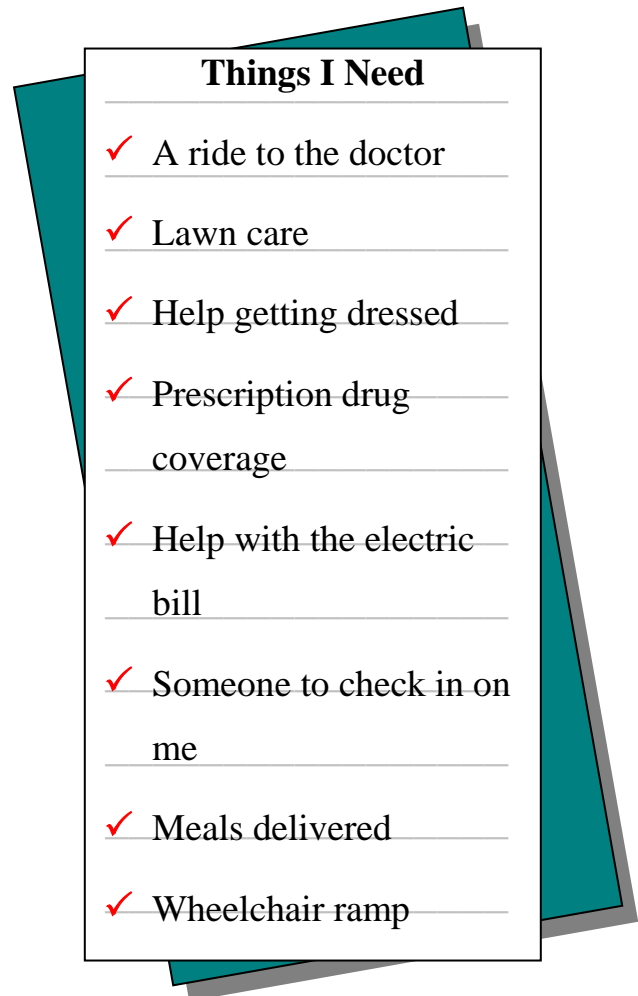 Things I Need
✓ A ride to the doctor
✓ Lawn care
✓ Help getting dressed
✓ Prescription drug
coverage
✓ Help with the electric
bill
✓ Someone to check in on
me
✓ Meals delivered
✓ Wheelchair ramp